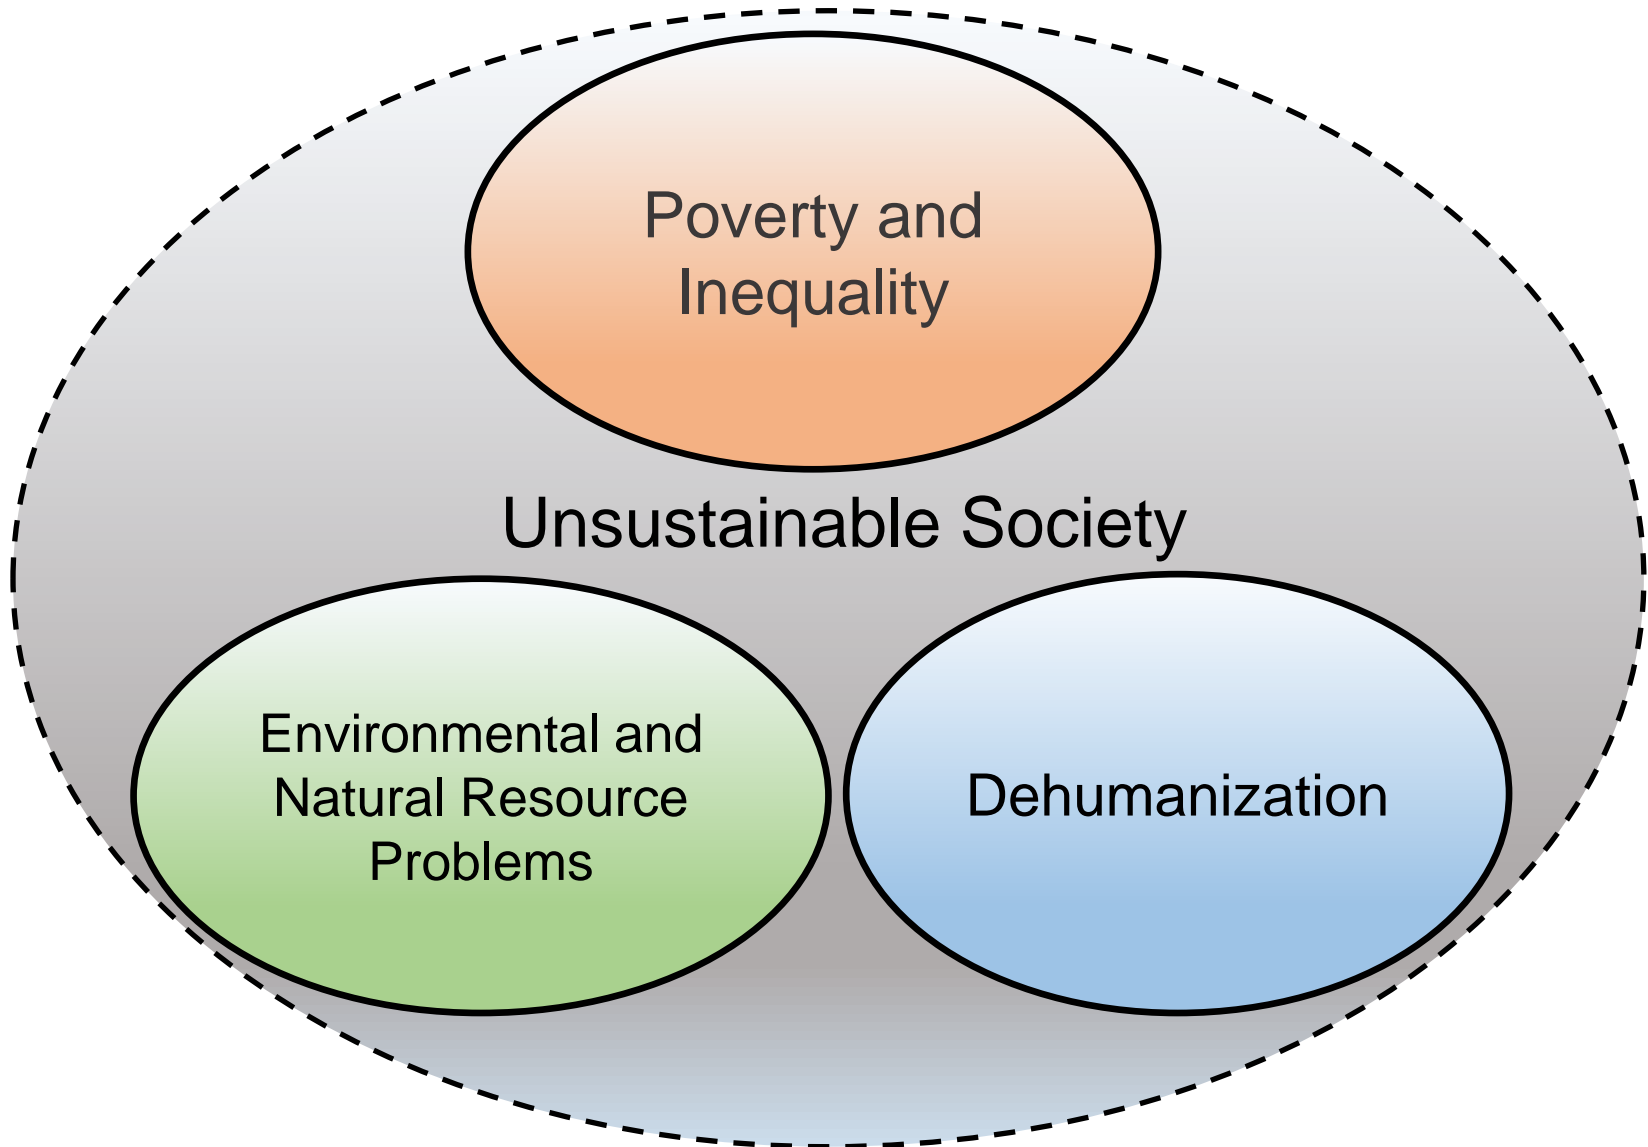 Poverty and
Inequality
Unsustainable Society
Environmental and
Natural Resource
Problems
Dehumanization